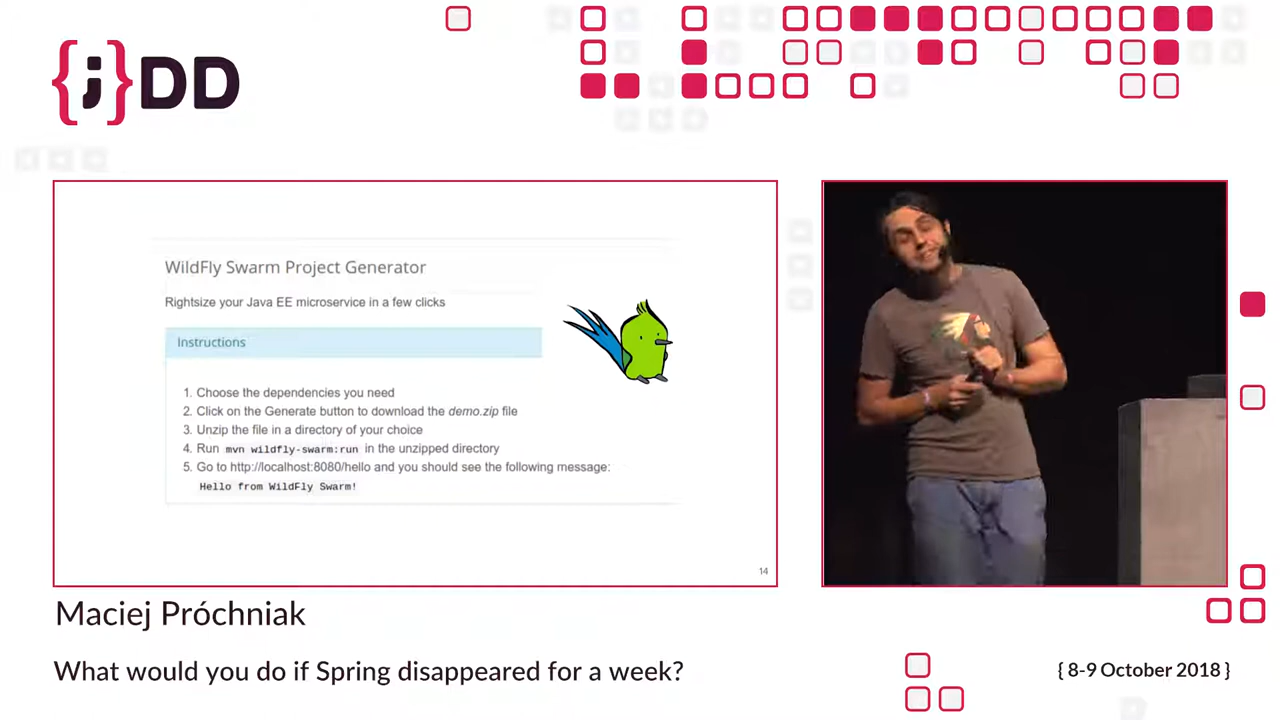 {j}DD
WildFly Swarm Project Generator
Rightsize your Java EE microservice in a few clicks
Instructions
1. Choose the dependencies you need
2. Click on the Generate button to download the demo.zip file
3. Unzip the file in a directory of your choice
4. Run mvn wildfly-swarm:run in the unzipped directory
5. Go to http://localhost:8080/hello and you should see the following message:
Hello from WildFly Swarm!
14
Maciej Próchniak
What would you do if Spring disappeared for a week?
{ 8-9 October 2018 }